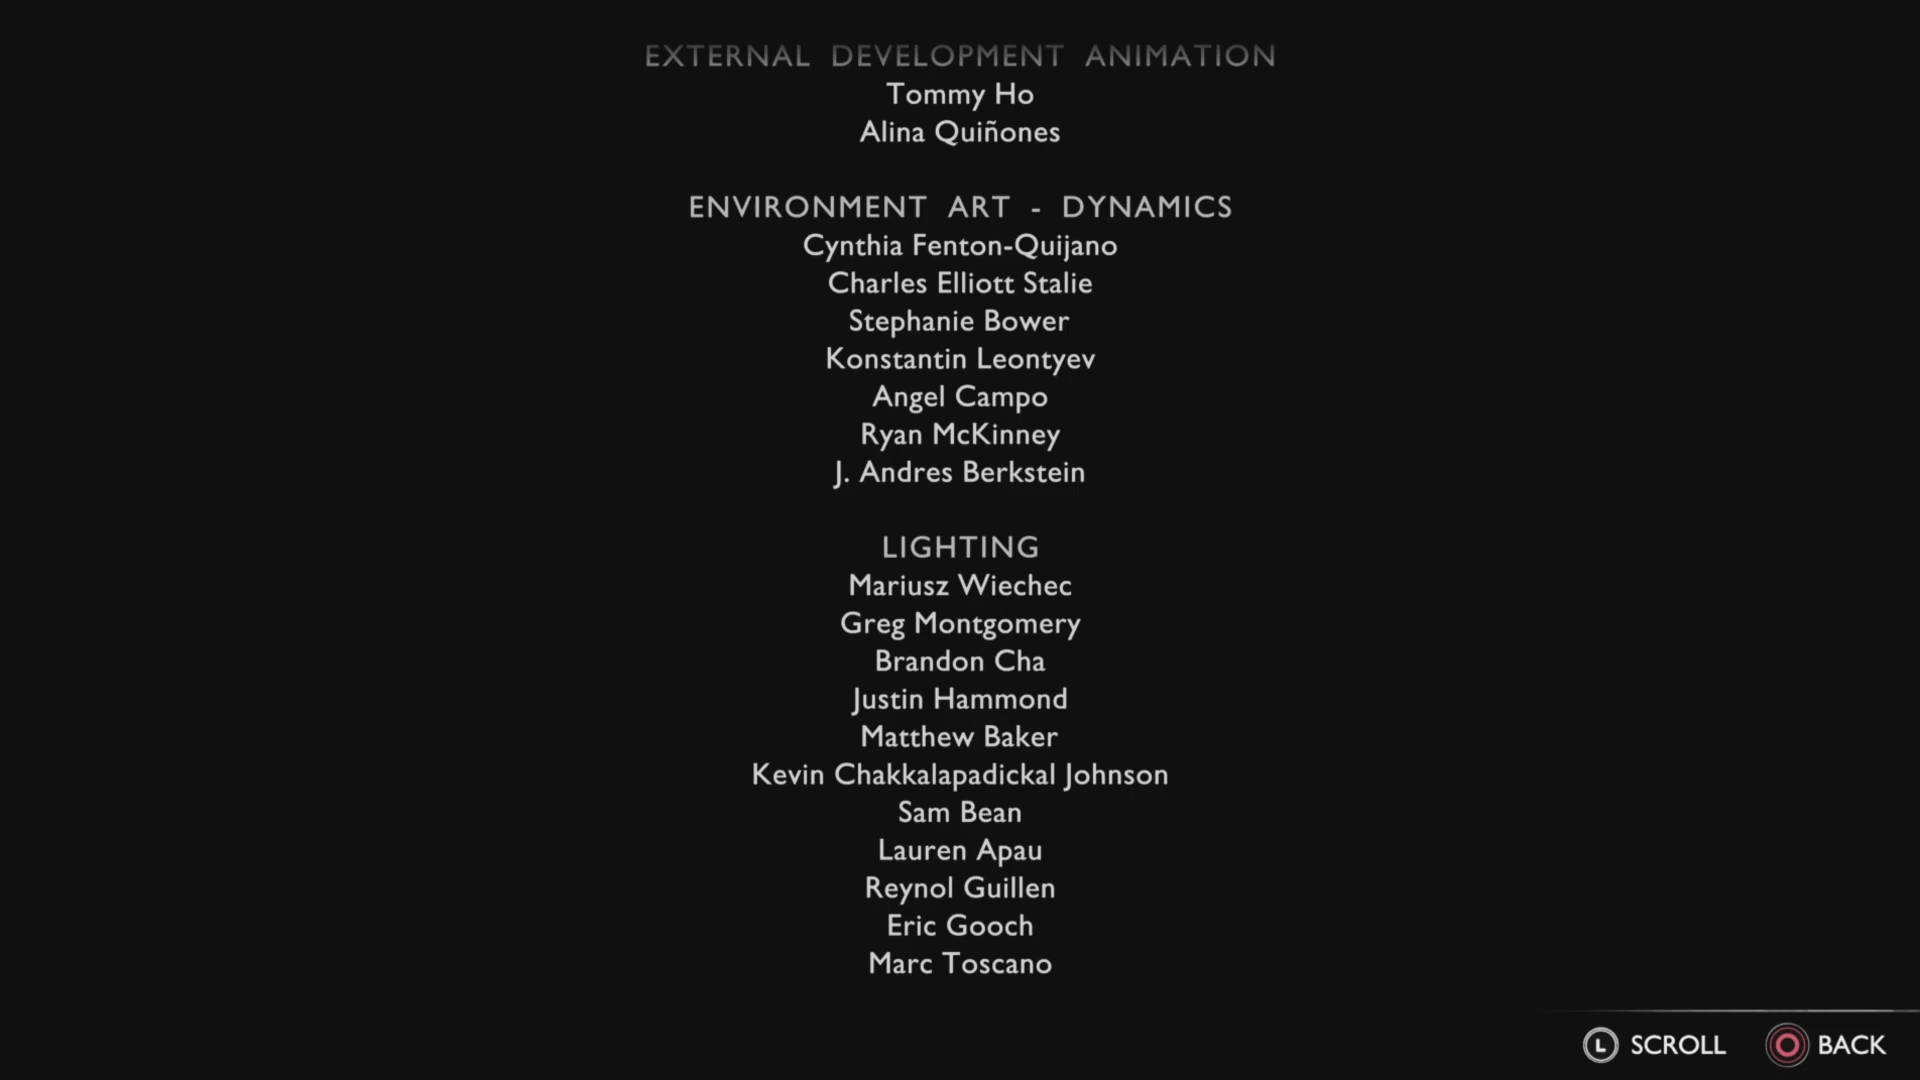 EXTERNAL DEVELOPMENT ANIMATION
Tommy Ho
Alina Quiñones
ENVIRONMENT ART - DYNAMICS
Cynthia Fenton-Quijano
Charles Elliott Stalie
Stephanie Bower
Konstantin Leontyev
Angel Campo
Ryan McKinney
J. Andres Berkstein
LIGHTING
Mariusz Wiechec
Greg Montgomery
Brandon Cha
Justin Hammond
Matthew Baker
Kevin Chakkalapadickal Johnson
Sam Bean
Lauren Apau
Reynol Guillen
Eric Gooch
Marc Toscano
L SCROLL BACK